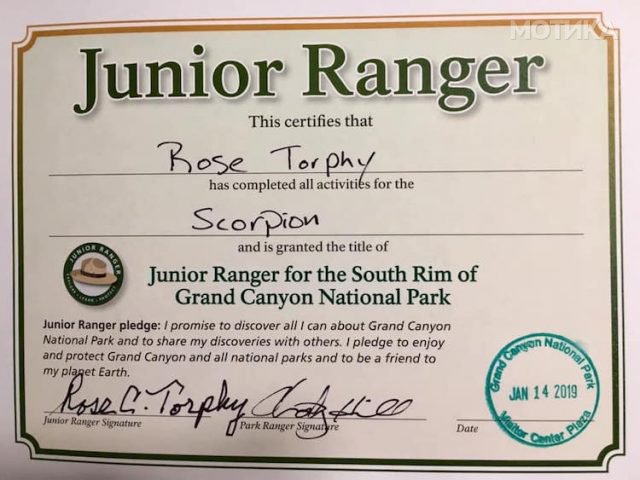 МОТИКА
Junior Ranger
This certifies that
Rose Torphy
has completed all activities for the
Scorpion
and is granted the title of
JUNIOR RANGER
EXPLORE · LEARN · PROTECT
Junior Ranger for the South Rim of
Grand Canyon National Park
Junior Ranger pledge: I promise to discover all I can about Grand Canyon
National Park and to share my discoveries with others. I pledge to enjoy
and protect Grand Canyon and all national parks and to be a friend to
my planet Earth.
Rose G. Torphy
Junior Ranger Signature
Park Ranger Signature
Date
Grand Canyon National Park
JAN 14 2019
Visitor Center Plaza